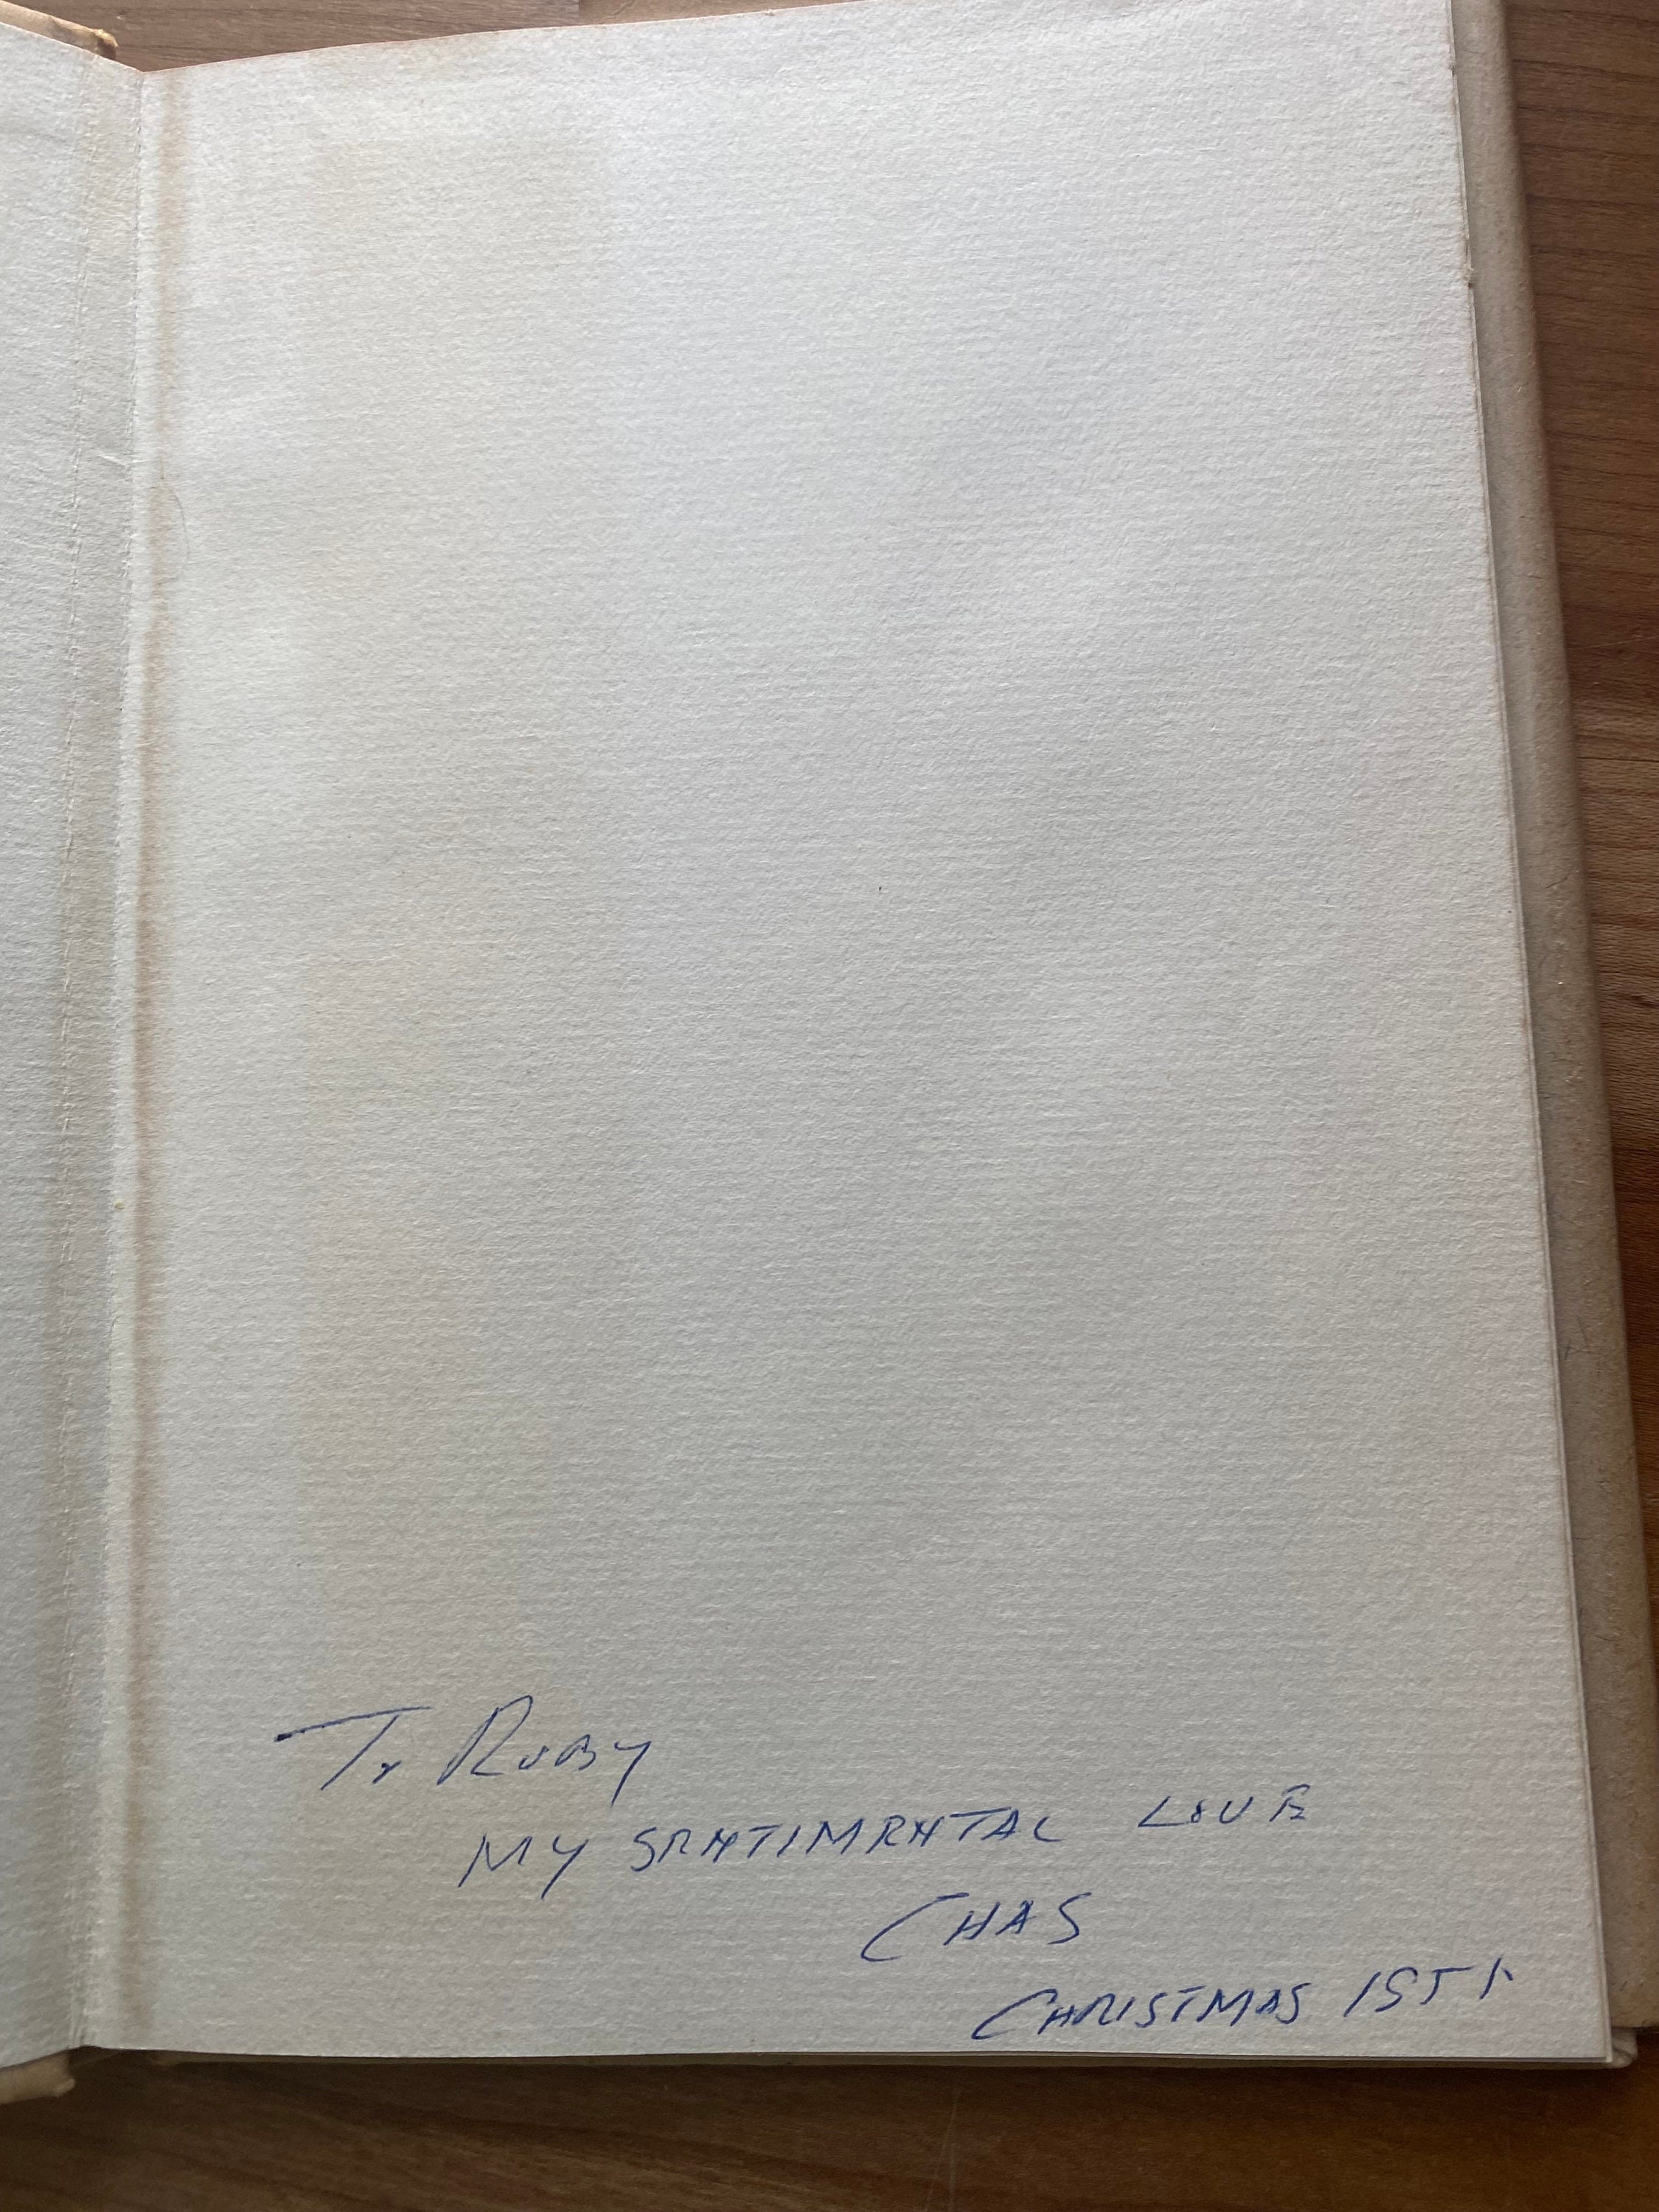 To Ruby
MY SENTIMENTAL LOVE
CHAS
CHRISTMAS